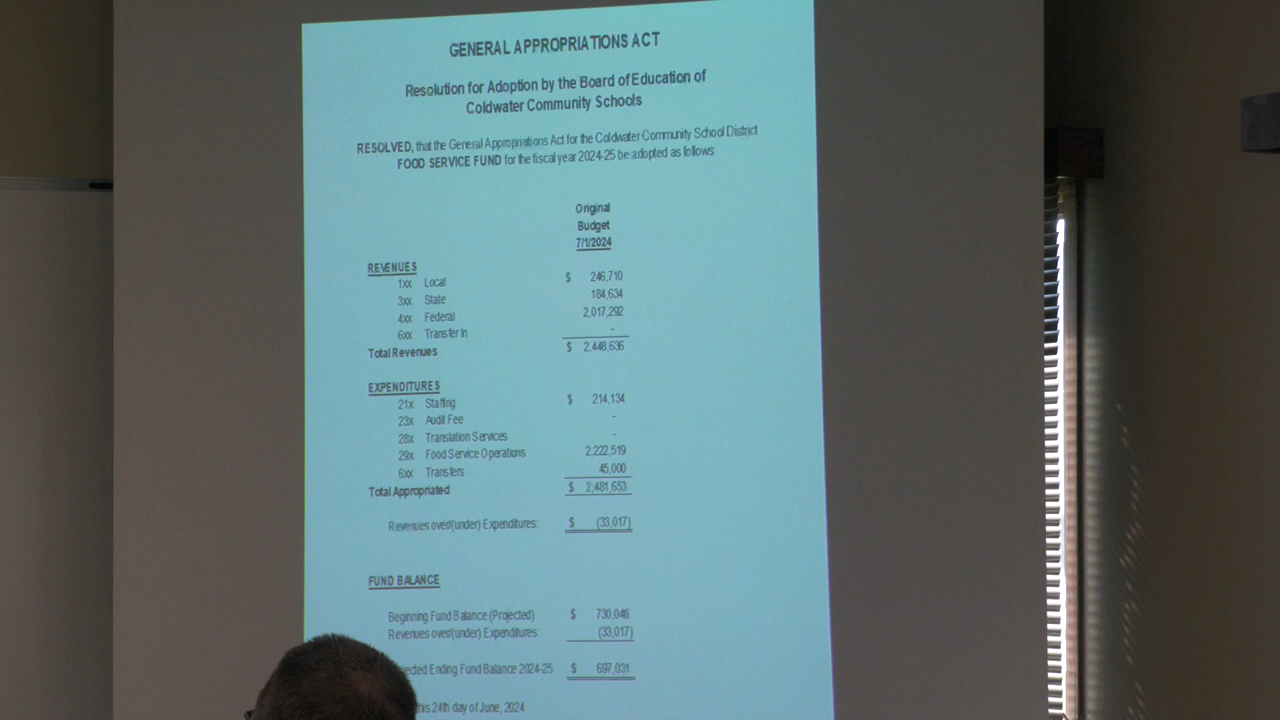 GENERAL APPROPRIATIONS ACT
Resolution for Adoption by the Board of Education of
Coldwater Community Schools
RESOLVED, that the General Appropriations Act for the Coldwater Community School District
FOOD SERVICE FUND for the fiscal year 2024-25 be adopted as follows:
Original
Budget
7/1/2024
REVENUES
1xx Local $ 246,710
3xx State 184,634
4xx Federal 2,017,292
6xx Transfer In -
Total Revenues $ 2,448,636
EXPENDITURES
21x Staffing $ 214,134
23x Audit Fee -
28x Translation Services -
29x Food Service Operations 2,222,519
6xx Transfers 45,000
Total Appropriated $ 2,481,653
Revenues over/(under) Expenditures: $ (33,017)
FUND BALANCE
Beginning Fund Balance (Projected) $ 730,048
Revenues over/(under) Expenditures: (33,017)
jected Ending Fund Balance 2024-25 $ 697,031
his 24th day of June, 2024